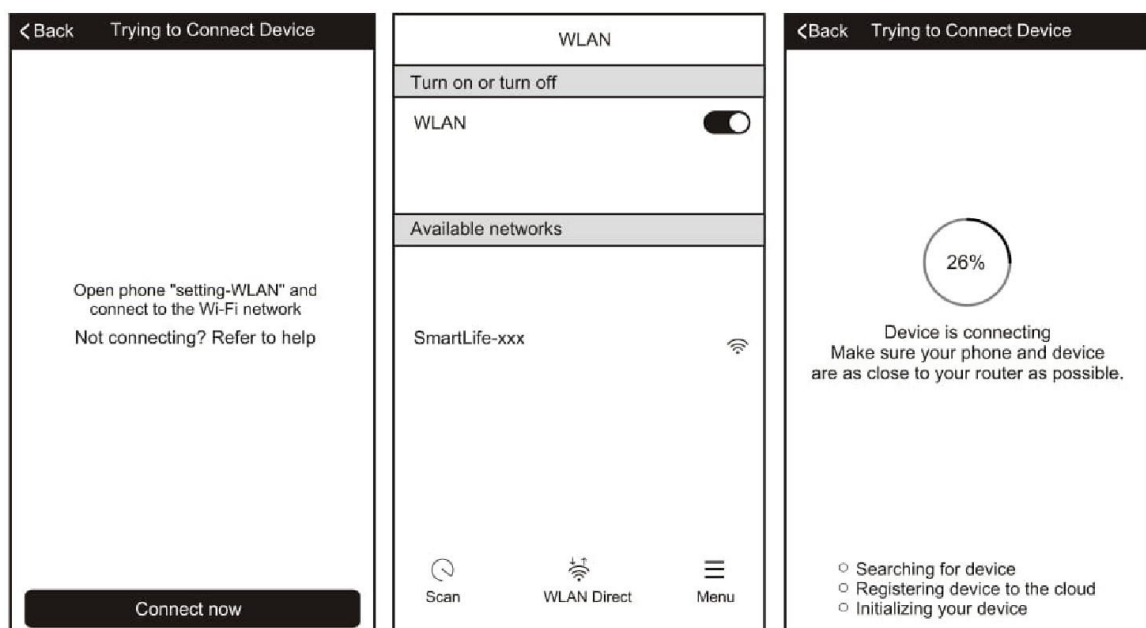 Back Trying to Connect Device
Open phone "setting-WLAN" and
connect to the Wi-Fi network
Not connecting? Refer to help
Connect now
WLAN
Turn on or turn off
WLAN
Available networks
SmartLife-xxx
Scan WLAN Direct Menu
Back Trying to Connect Device
26%
Device is connecting
Make sure your phone and device
are as close to your router as possible.
Searching for device
Registering device to the cloud
Initializing your device